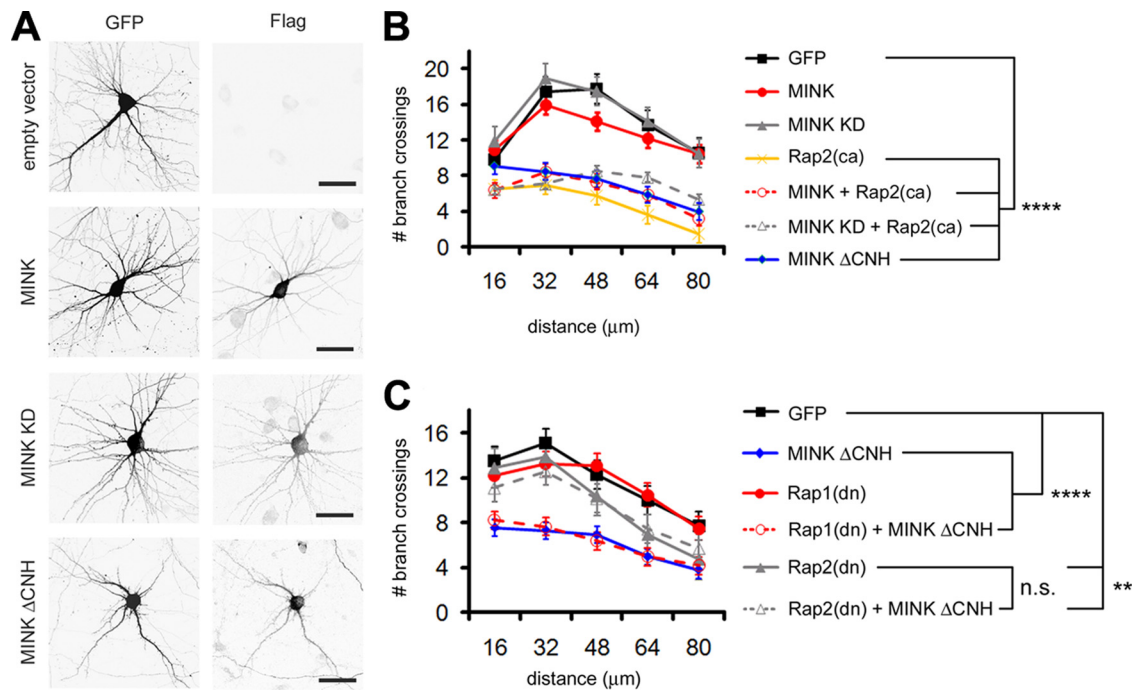 A
GFP
Flag
empty vector
MINK
MINK KD
MINK ΔCNH
B
# branch crossings
20
16
12
8
4
0
16 32 48 64 80
distance (μm)
GFP
MINK
MINK KD
Rap2(ca)
MINK + Rap2(ca)
MINK KD + Rap2(ca)
MINK ΔCNH
****
C
# branch crossings
16
12
8
4
0
16 32 48 64 80
distance (μm)
GFP
MINK ΔCNH
Rap1(dn)
Rap1(dn) + MINK ΔCNH
Rap2(dn)
Rap2(dn) + MINK ΔCNH
****
n.s.
**